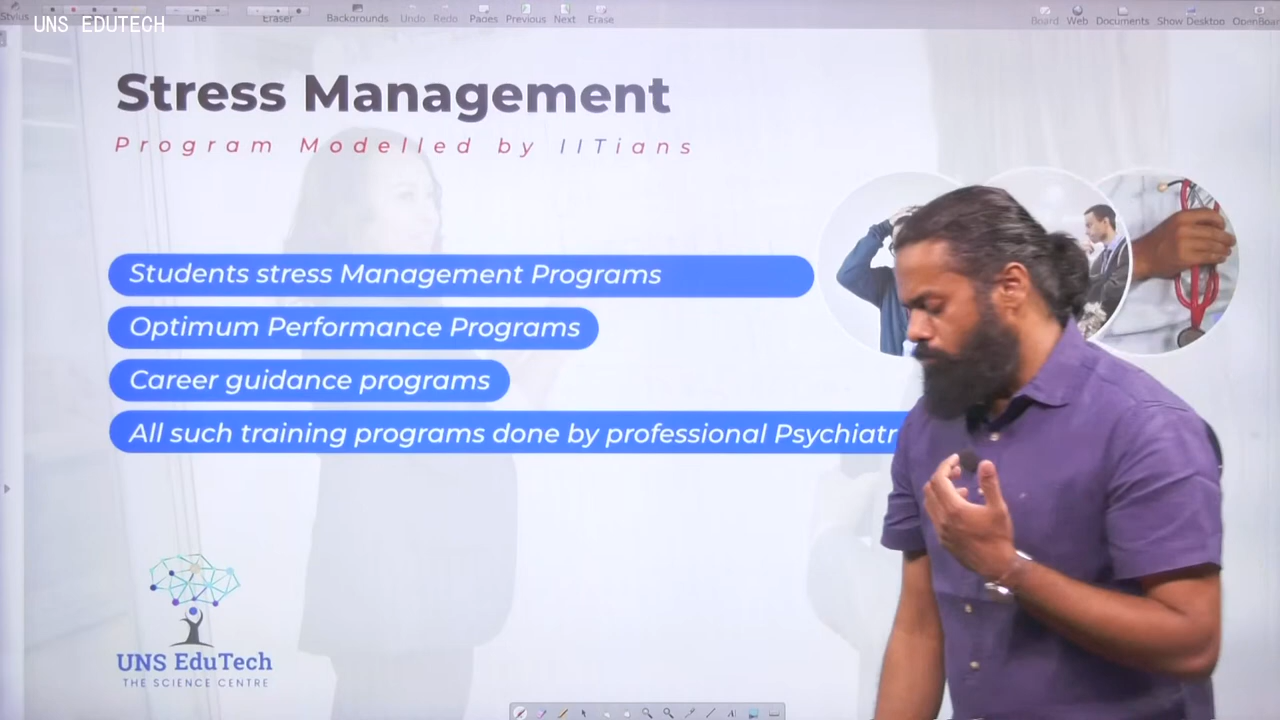 Stylus
Line
Eraser
Backgrounds
Undo
Redo
Pages
Previous
Next
Erase
Board
Web
Documents
Show Desktop
UNS EDUTECH
Stress Management
Program Modelled by IITians
Students stress Management Programs
Optimum Performance Programs
Career guidance programs
All such training programs done by professional
UNS EduTech
THE SCIENCE CENTRE